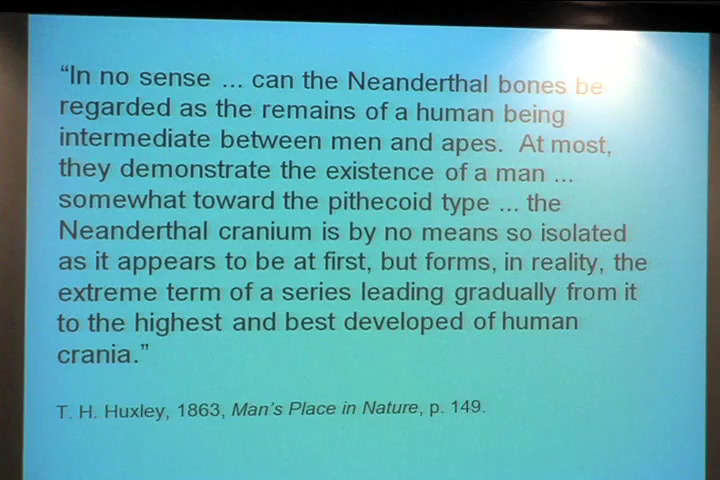 “In no sense ... can the Neanderthal bones be
regarded as the remains of a human being
intermediate between men and apes.  At most,
they demonstrate the existence of a man ...
somewhat toward the pithecoid type ... the
Neanderthal cranium is by no means so isolated
as it appears to be at first, but forms, in reality, the
extreme term of a series leading gradually from it
to the highest and best developed of human
crania.”
T. H. Huxley, 1863, Man’s Place in Nature, p. 149.